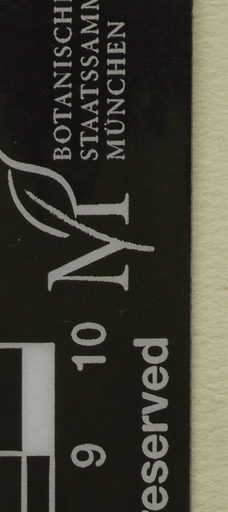 BOTANISCHE
STAATSSAMM
MÜNCHEN
M
9 10
reserved